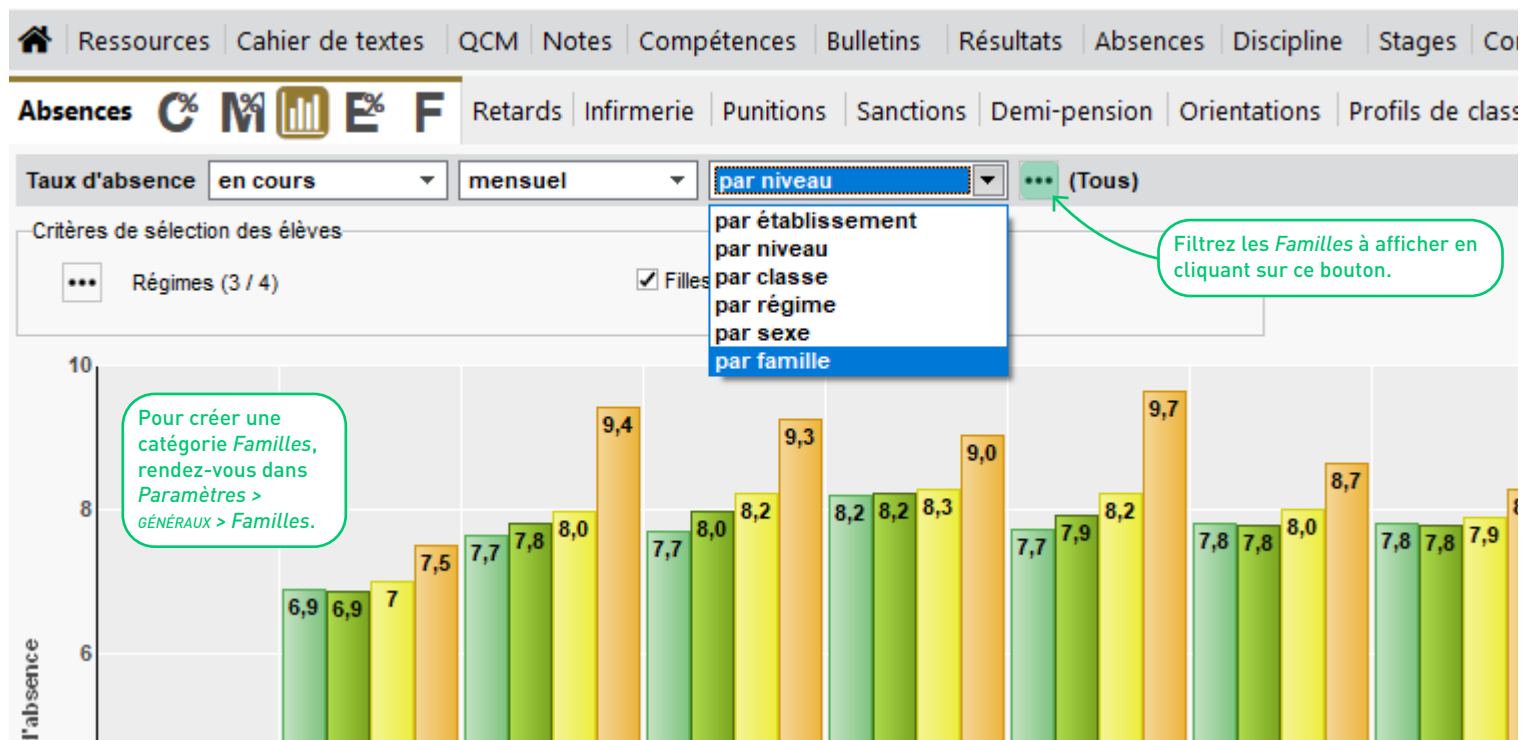 Ressources Cahier de textes QCM Notes Compétences Bulletins Résultats Absences Discipline Stages
Absences C% M% E% F Retards Infirmerie Punitions Sanctions Demi-pension Orientations Profils de
Taux d'absence en cours mensuel par niveau ••• (Tous)
par établissement
par niveau
par classe
par régime
par sexe
par famille
Critères de sélection des élèves
••• Régimes (3 / 4)
Filles
Filtrez les Familles à afficher en
cliquant sur ce bouton.
Pour créer une
catégorie Familles,
rendez-vous dans
Paramètres >
GÉNÉRAUX > Familles.
10
8
6
l'absence
6,9 6,9 7 7,5
7,7 7,8 8,0 9,4
7,7 8,0 8,2 9,3
8,2 8,2 8,3 9,0
7,7 7,9 8,2 9,7
7,8 7,8 8,0 8,7
7,8 7,8 7,9